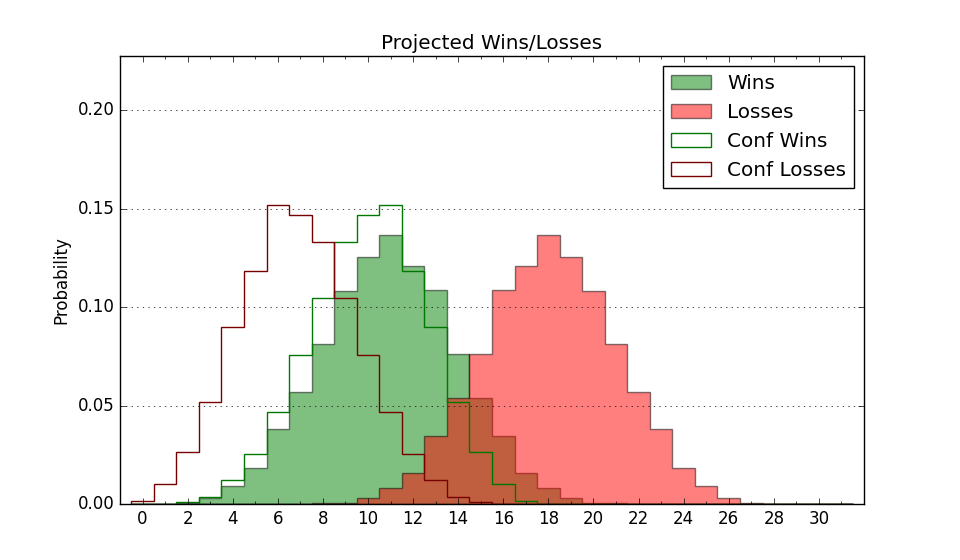 Projected Wins/Losses
Wins
Losses
Conf Wins
Conf Losses
Probability
0.20
0.15
0.10
0.05
0.00
0 2 4 6 8 10 12 14 16 18 20 22 24 26 28 30